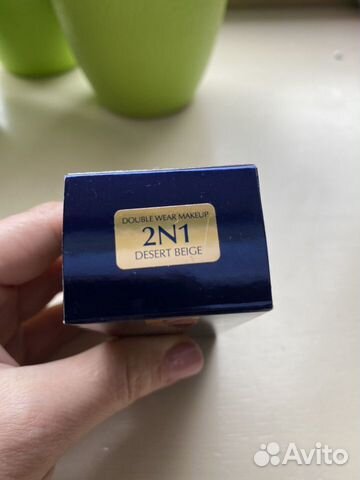 DOUBLE WEAR MAKEUP
2N1
DESERT BEIGE
Avito